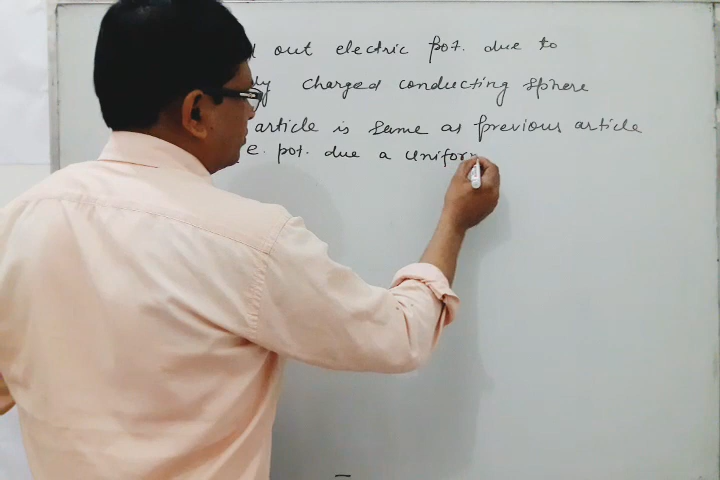 out electric pot. due to
charged conducting sphere
article is same as previous article
e. pot. due a unifor